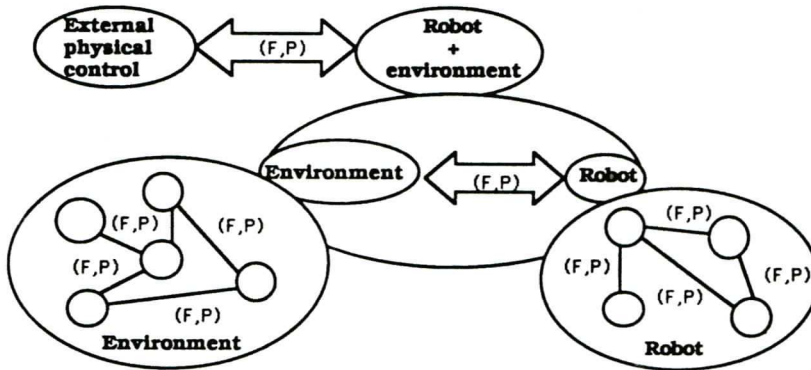 External
physical
control
(F,P)
Robot
+
environment
Environment
(F,P)
Robot
(F,P)
(F,P)
(F,P)
(F,P)
Environment
(F,P)
(F,P)
(F,P)
(F,P)
Robot